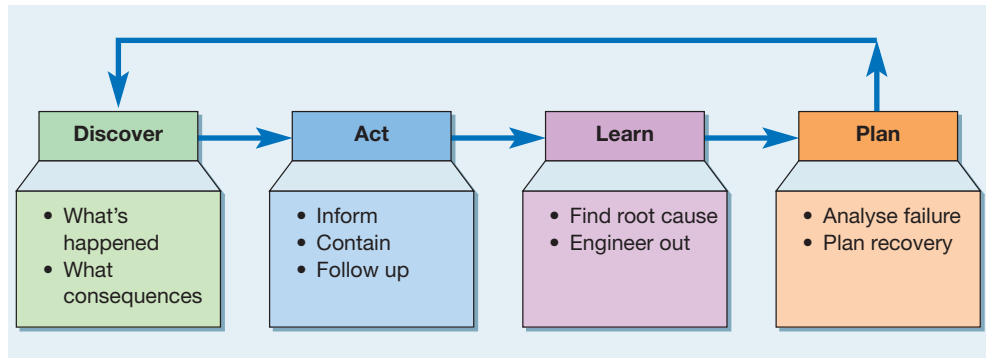 Discover
Act
Learn
Plan
• What's
happened
• What
consequences
• Inform
• Contain
• Follow up
• Find root cause
• Engineer out
• Analyse failure
• Plan recovery